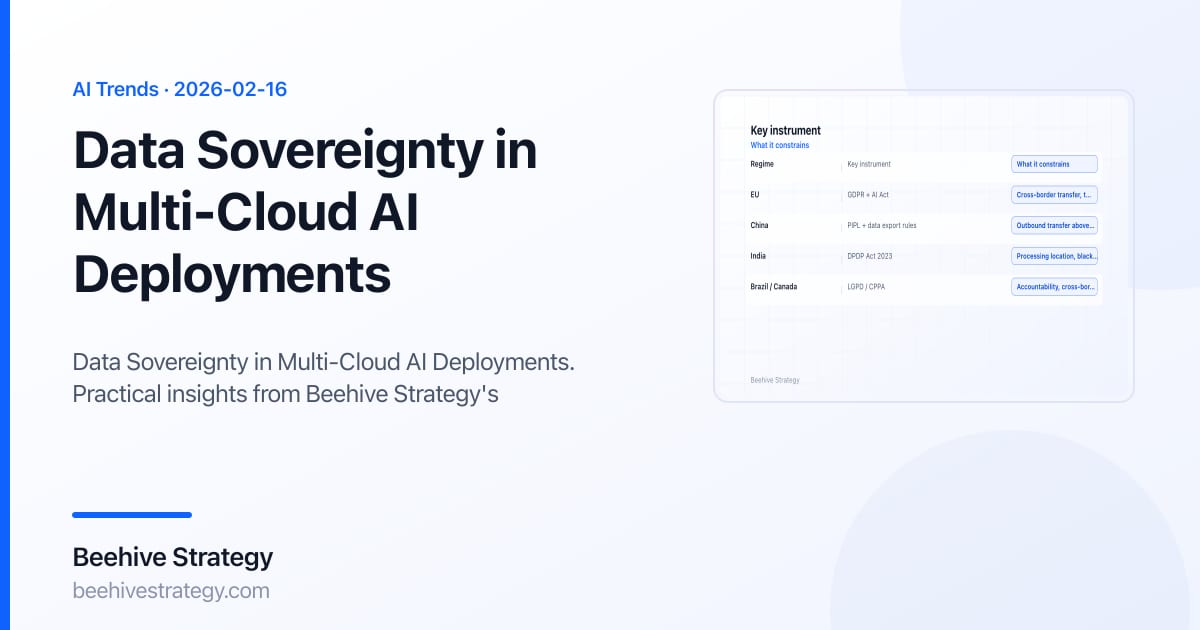 AI Trends · 2026-02-16
Data Sovereignty in
Multi-Cloud AI
Deployments
Data Sovereignty in Multi-Cloud AI Deployments.
Practical insights from Beehive Strategy's
Beehive Strategy
beehivestrategy.com
Key instrument
What it constrains
Regime Key instrument What it constrains
EU GDPR + AI Act Cross-border transfer, t...
China PIPL + data export rules Outbound transfer above...
India DPDP Act 2023 Processing location, black...
Brazil / Canada LGPD / CPPA Accountability, cross-bor...
Beehive Strategy